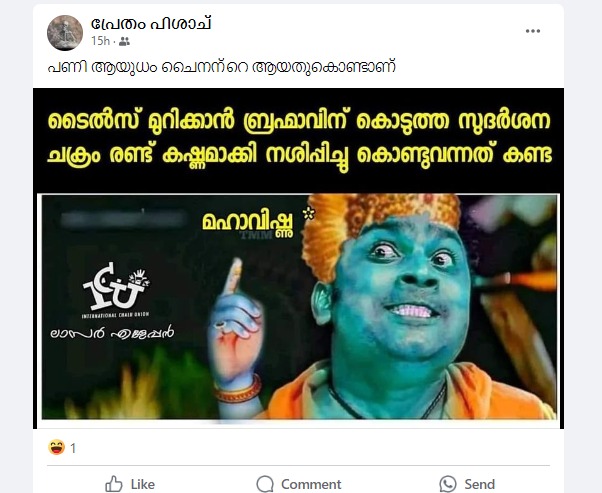 പ്രേതം പിശാച്
15h ·
പണി ആയുധം ചൈനന്റെ ആയതുകൊണ്ടാണ്
ടൈൽസ് മുറിക്കാൻ ബ്രഹ്മാവിന് കൊടുത്ത സുദർശന
ചക്രം രണ്ട് കഷ്ണമാക്കി നശിപ്പിച്ചു കൊണ്ടുവന്നത് കണ്ട
മഹാവിഷ്ണു *
TMM
ICU
INTERNATIONAL CHALU UNION
ലാസർ എളേപ്പൻ
1
Like Comment Send